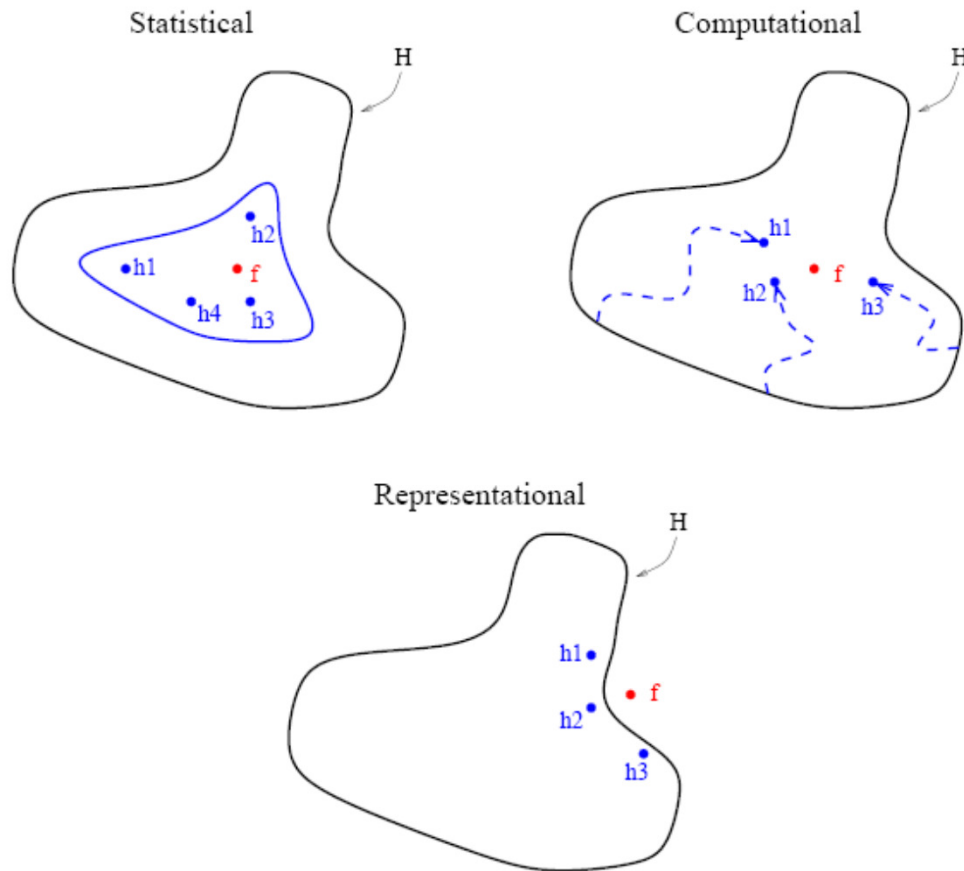 Statistical
H
h2
h1
f
h4
h3
Computational
H
h1
f
h2
h3
Representational
H
h1
f
h2
h3